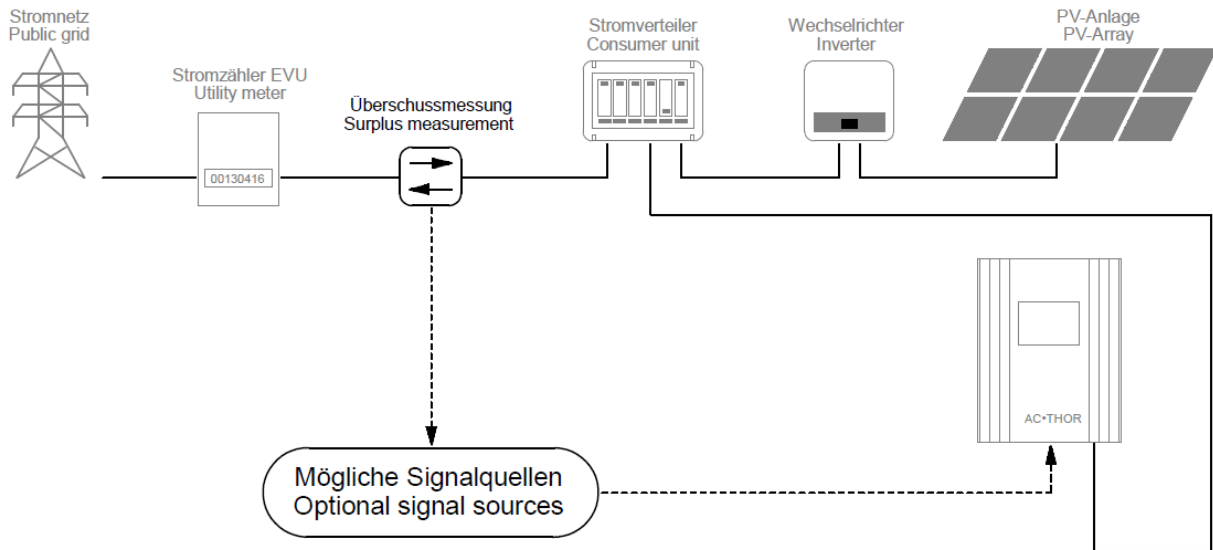 Stromnetz
Public grid
Stromzähler EVU
Utility meter
00130416
Überschussmessung
Surplus measurement
Stromverteiler
Consumer unit
Wechselrichter
Inverter
PV-Anlage
PV-Array
AC•THOR
Mögliche Signalquellen
Optional signal sources